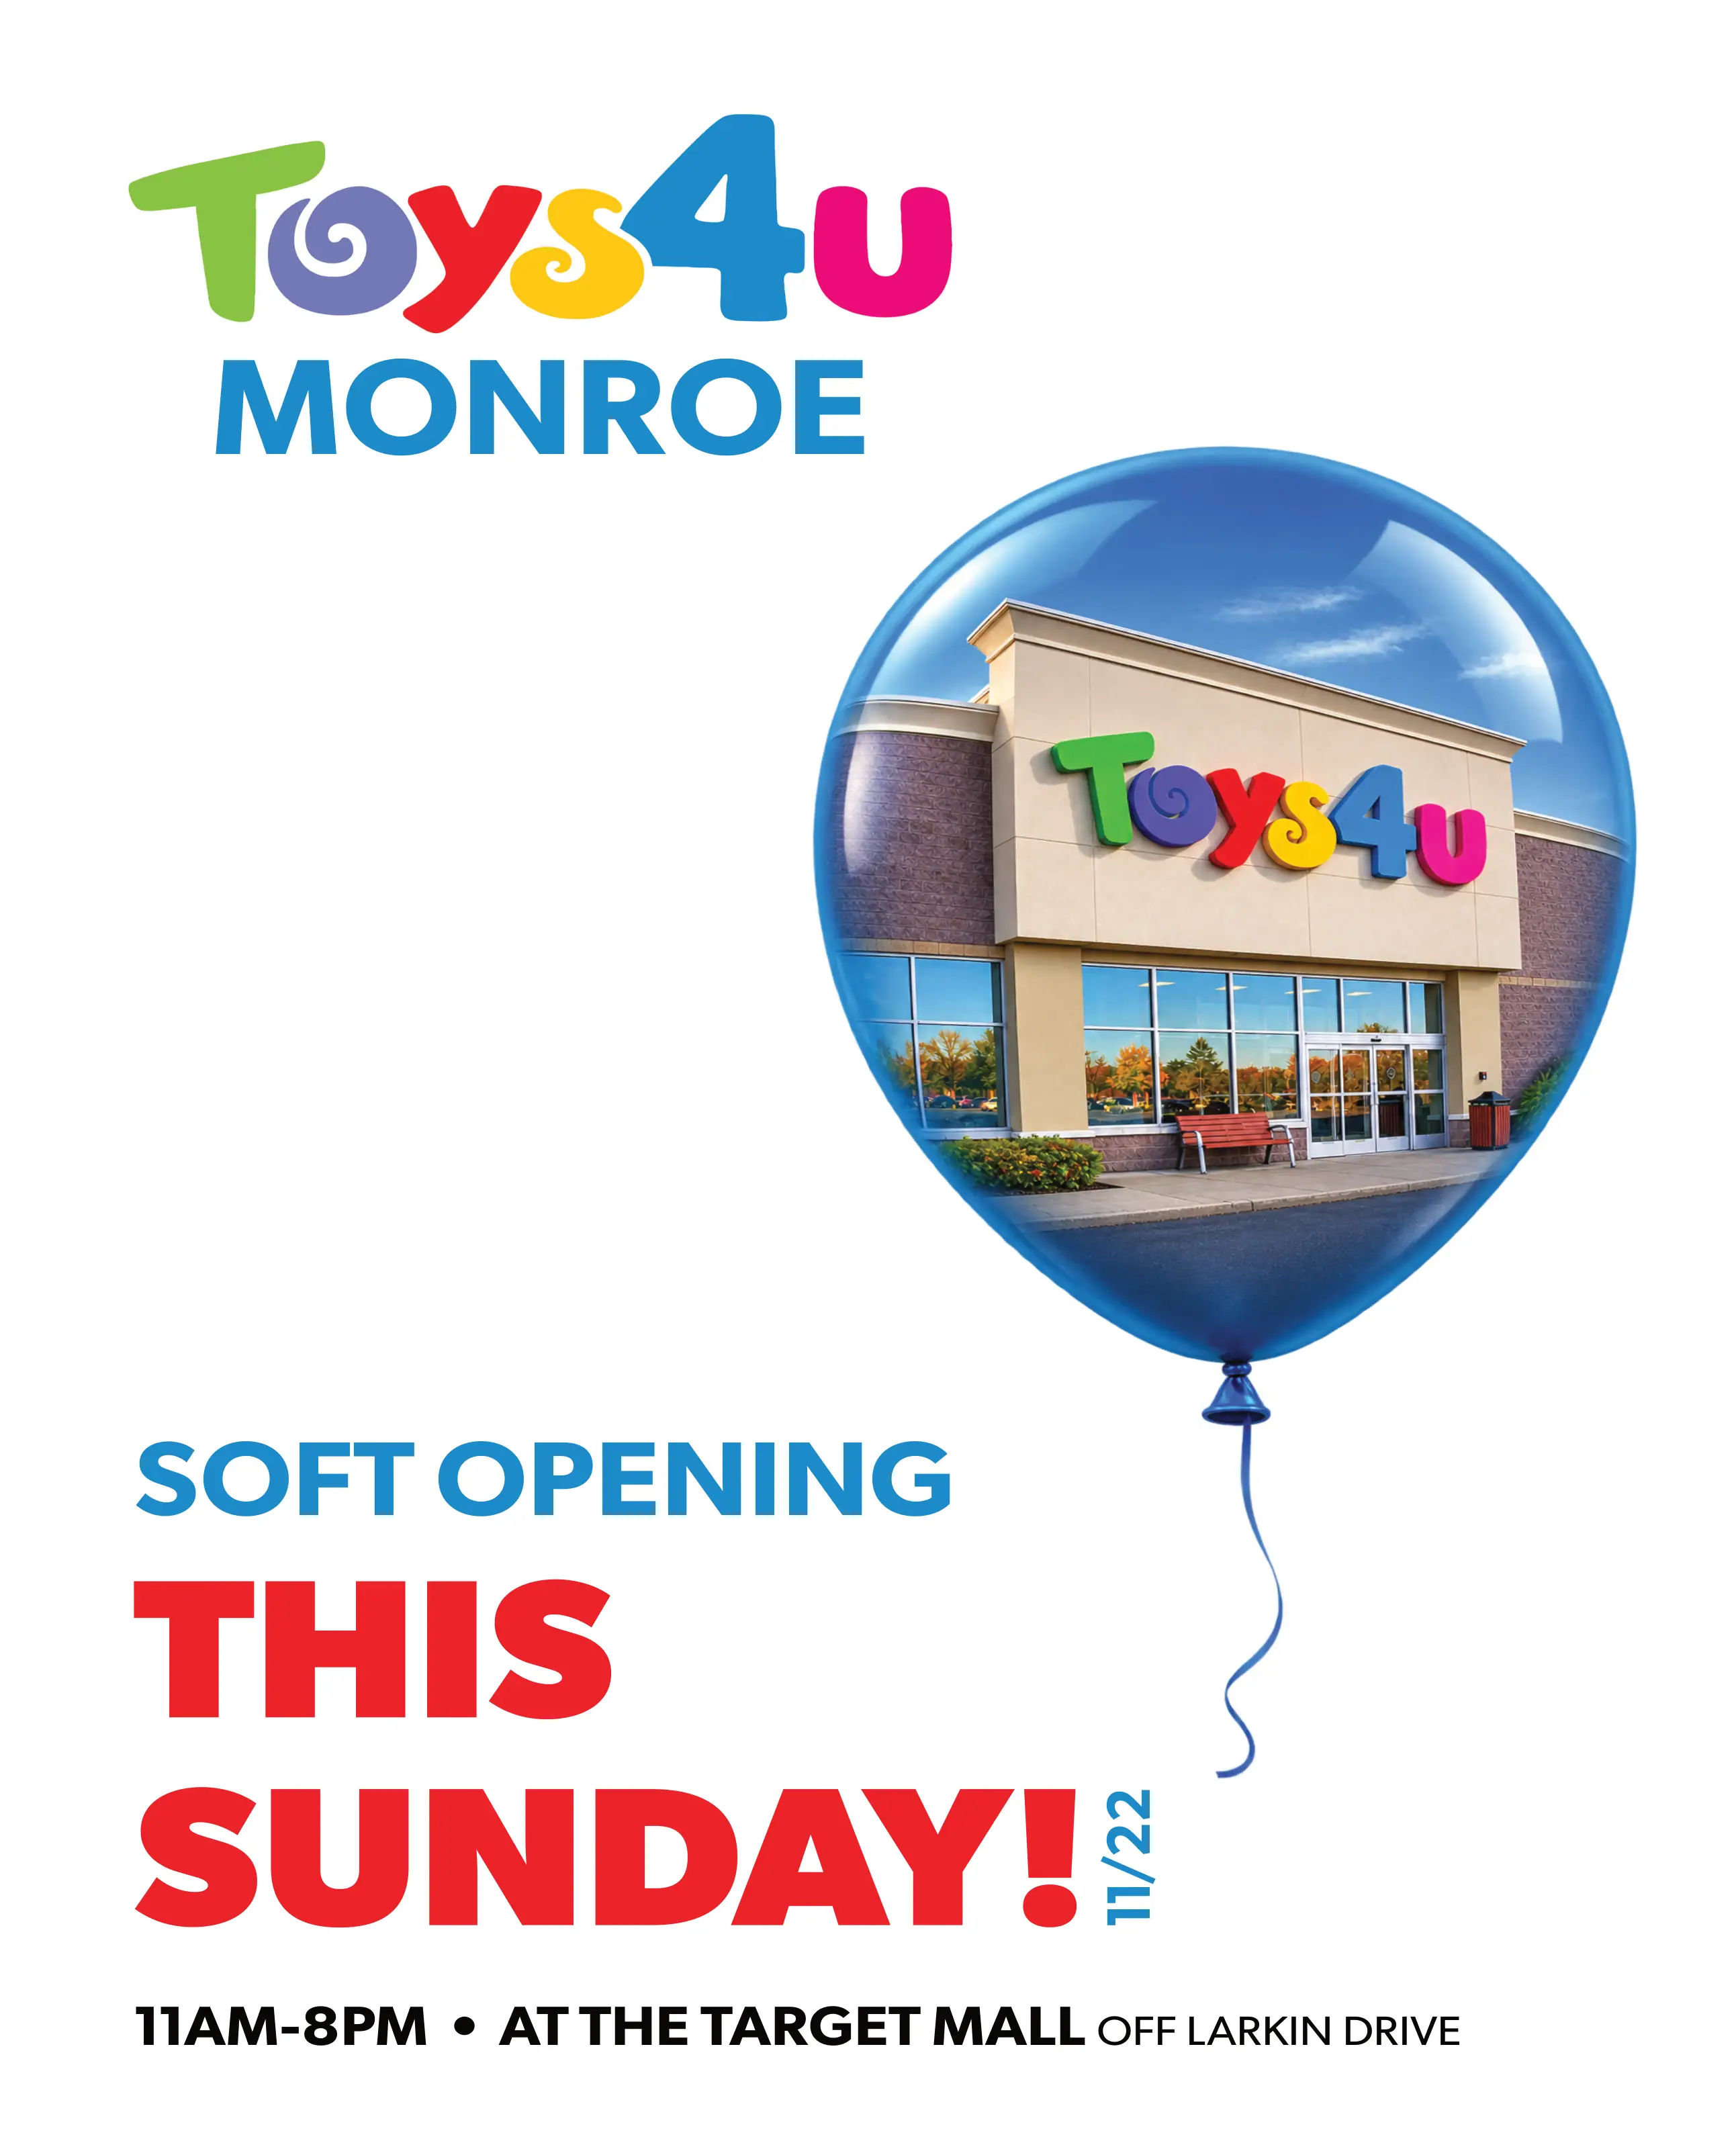 Toys4u
MONROE
Toys4u
SOFT OPENING
THIS
SUNDAY!
11/22
11AM-8PM • AT THE TARGET MALL OFF LARKIN DRIVE